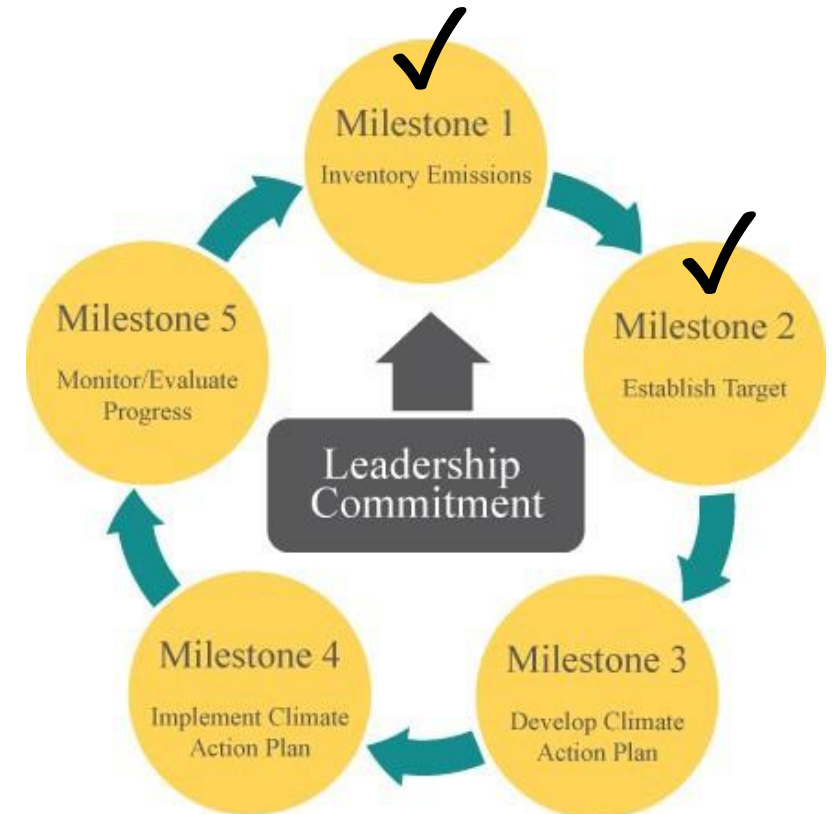 Milestone 1
Inventory Emissions
Milestone 2
Establish Target
Milestone 3
Develop Climate
Action Plan
Milestone 4
Implement Climate
Action Plan
Milestone 5
Monitor/Evaluate
Progress
Leadership
Commitment